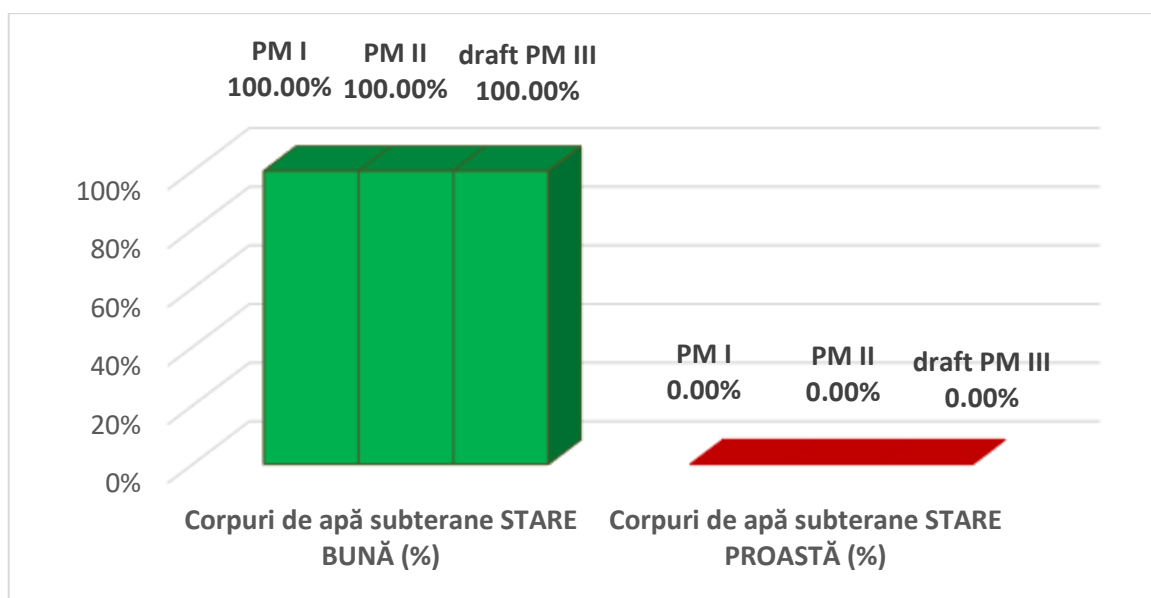 PM I
100.00%
PM II
100.00%
draft PM III
100.00%
100%
80%
60%
40%
20%
0%
PM I
0.00%
PM II
0.00%
draft PM III
0.00%
Corpuri de apă subterane STARE
BUNĂ (%)
Corpuri de apă subterane STARE
PROASTĂ (%)